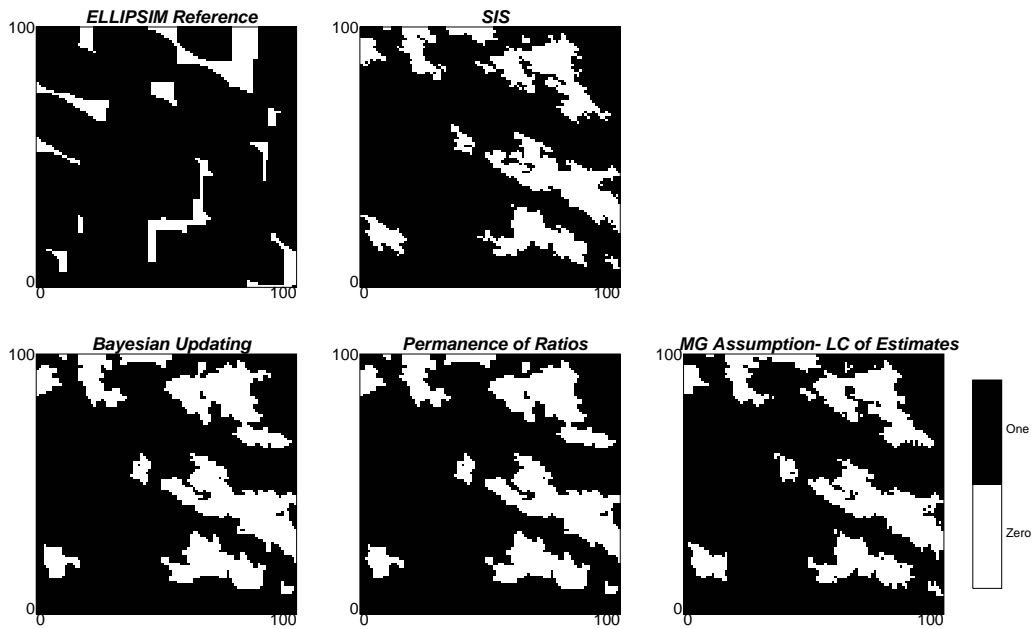 ELLIPSIM Reference
100
0
0
100
SIS
100
0
0
100
Bayesian Updating
100
0
0
100
Permanence of Ratios
100
0
0
100
MG Assumption- LC of Estimates
100
0
0
100
One
Zero